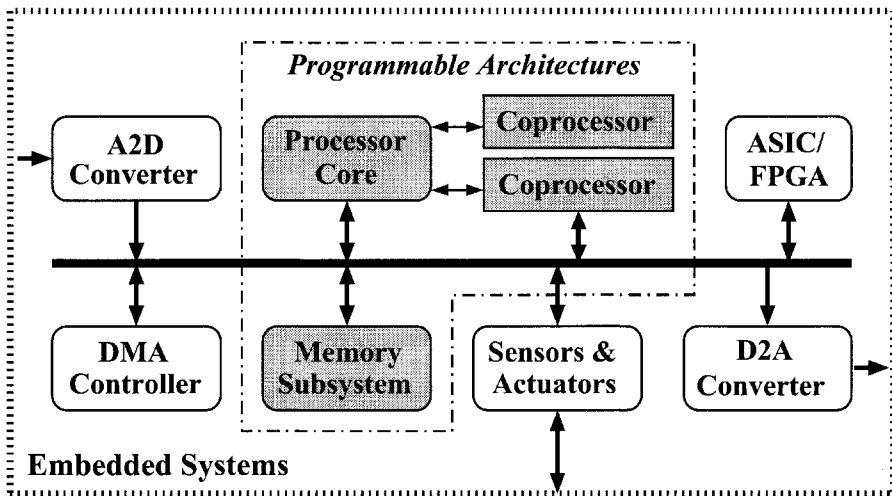 Programmable Architectures
A2D
Converter
Processor
Core
Coprocessor
Coprocessor
ASIC/
FPGA
DMA
Controller
Memory
Subsystem
Sensors &
Actuators
D2A
Converter
Embedded Systems